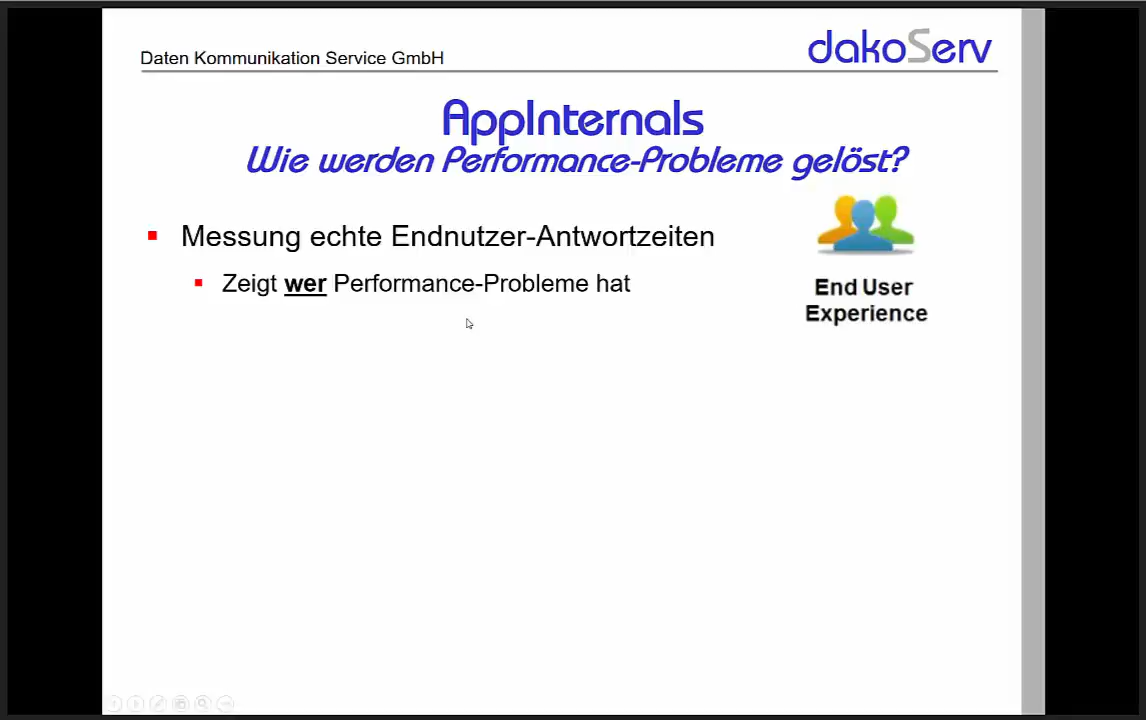 Daten Kommunikation Service GmbH
dakoServ
AppInternals
Wie werden Performance-Probleme gelöst?
Messung echte Endnutzer-Antwortzeiten
Zeigt wer Performance-Probleme hat
End User
Experience